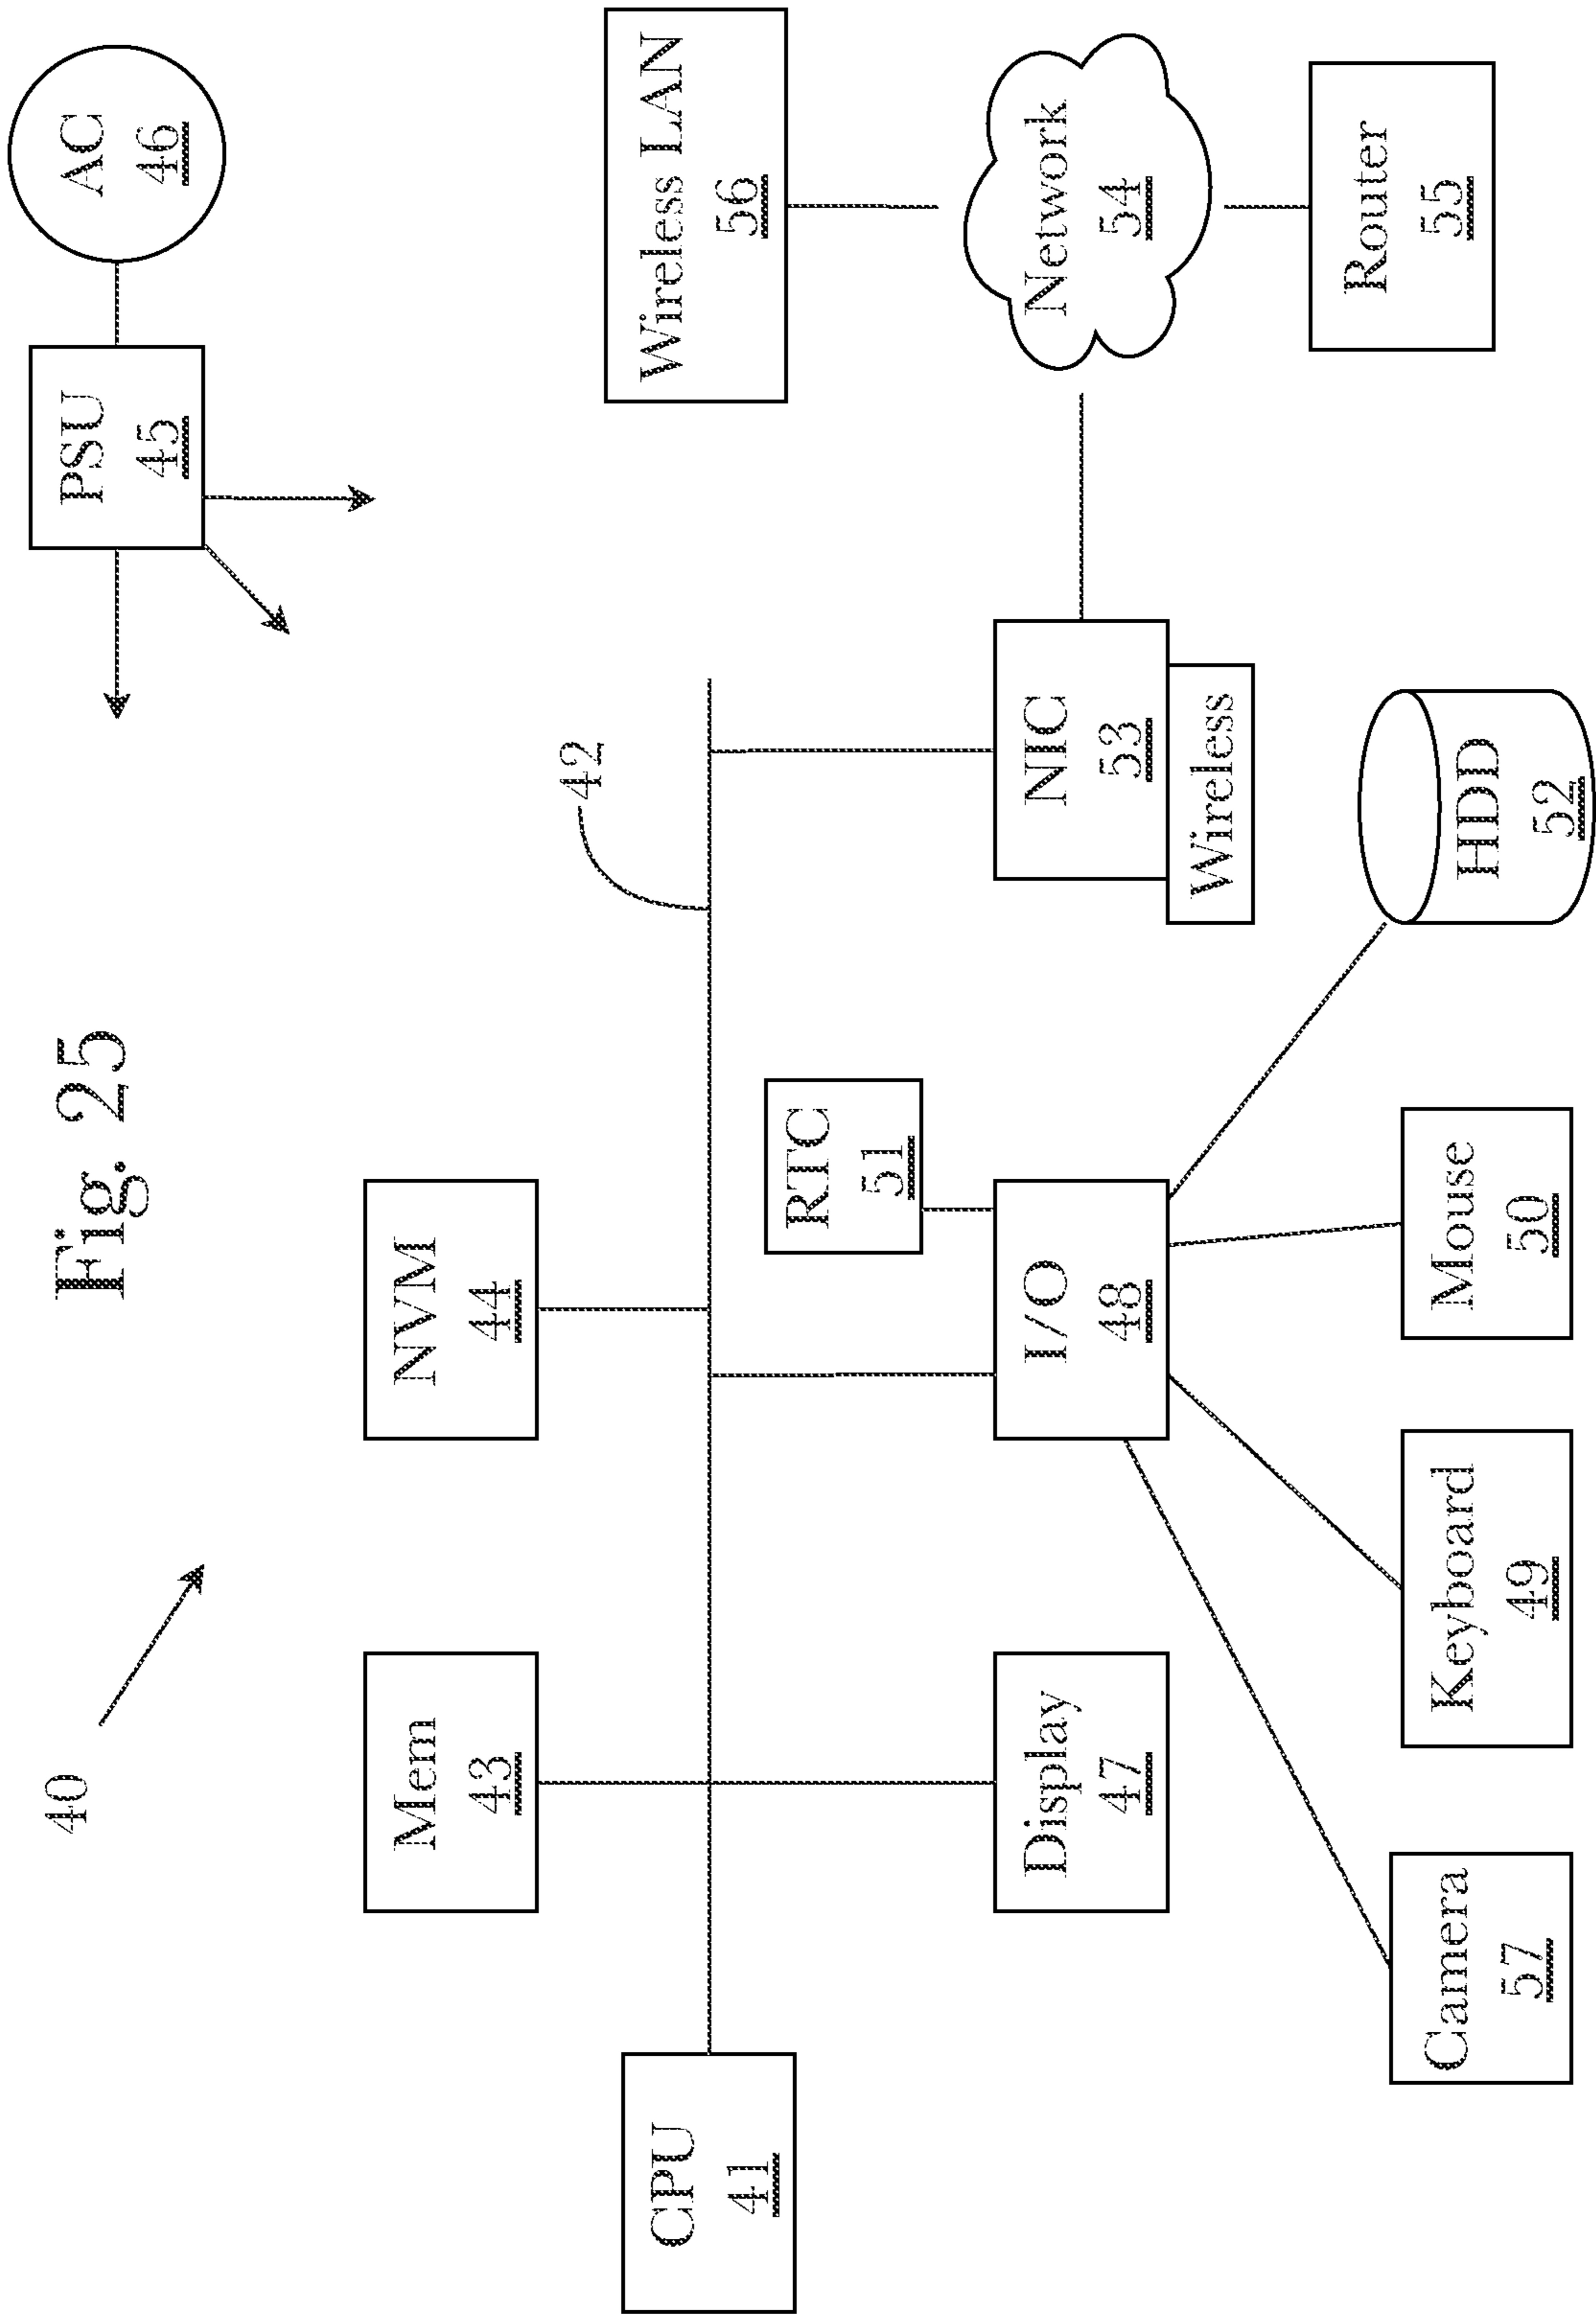 Fig. 25
40
AC
46
PSU
45
42
Mem
43
NVM
44
Wireless LAN
56
CPU
41
RTC
51
Display
47
I/O
48
NIC
53
Wireless
Network
54
Router
55
Camera
57
Keyboard
49
Mouse
50
HDD
52